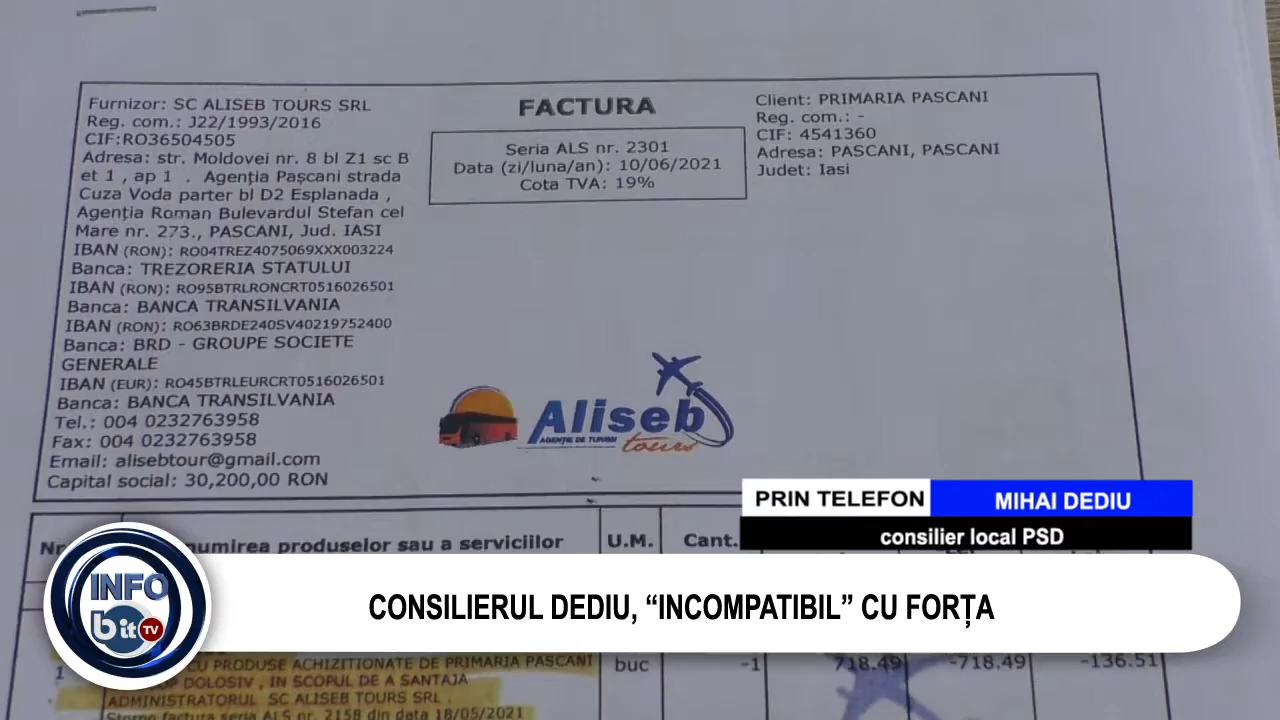 Furnizor: SC ALISEB TOURS SRL
Reg. com.: J22/1993/2016
CIF:RO36504505
Adresa: str. Moldovei nr. 8 bl Z1 sc B
et 1 , ap 1 . Agenția Pașcani strada
Cuza Voda parter bl D2 Esplanada ,
Agenția Roman Bulevardul Stefan cel
Mare nr. 273., PASCANI, Jud. IASI
IBAN (RON): RO04TREZ4075069XXX003224
Banca: TREZORERIA STATULUI
IBAN (RON): RO95BTRLRONCRT0516026501
Banca: BANCA TRANSILVANIA
IBAN (RON): RO63BRDE240SV40219752400
Banca: BRD - GROUPE SOCIETE
GENERALE
IBAN (EUR): RO45BTRLEURCRT0516026501
Banca: BANCA TRANSILVANIA
Tel.: 004 0232763958
Fax: 004 0232763958
Email: alisebtour@gmail.com
Capital social: 30,200,00 RON
FACTURA
Seria ALS nr. 2301
Data (zi/luna/an): 10/06/2021
Cota TVA: 19%
Client: PRIMARIA PASCANI
Reg. com.: -
CIF: 4541360
Adresa: PASCANI, PASCANI
Judet: Iasi
Aliseb
AGENȚIE DE TURISM
tours
PRIN TELEFON MIHAI DEDIU
consilier local PSD
produselor sau a serviciilor U.M. Cant.
INFO
bit TV
CONSILIERUL DEDIU, “INCOMPATIBIL” CU FORȚA
1 CU PRODUSE ACHIZITIONATE DE PRIMARIA PASCANI buc -1 718.49 -718.49 -136.51
DOLOSIV , IN SCOPUL DE A SANTAJA
ADMINISTRATORUL SC ALISEB TOURS SRL .
Storno factura seria ALS nr. 2158 din data 18/05/2021